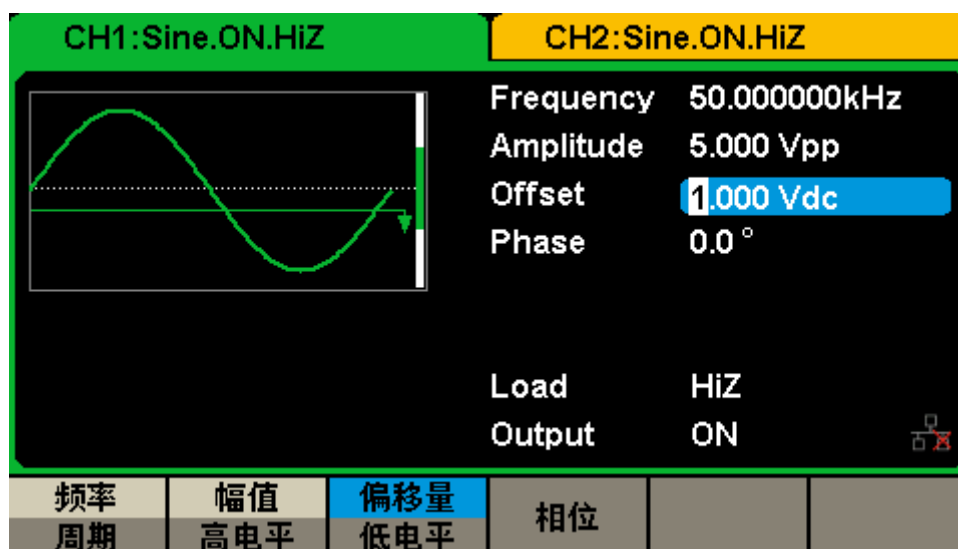 CH1:Sine.ON.HiZ CH2:Sine.ON.HiZ
Frequency 50.000000kHz
Amplitude 5.000 Vpp
Offset 1.000 Vdc
Phase 0.0 °
Load HiZ
Output ON
频率 幅值 偏移量 相位
周期 高电平 低电平